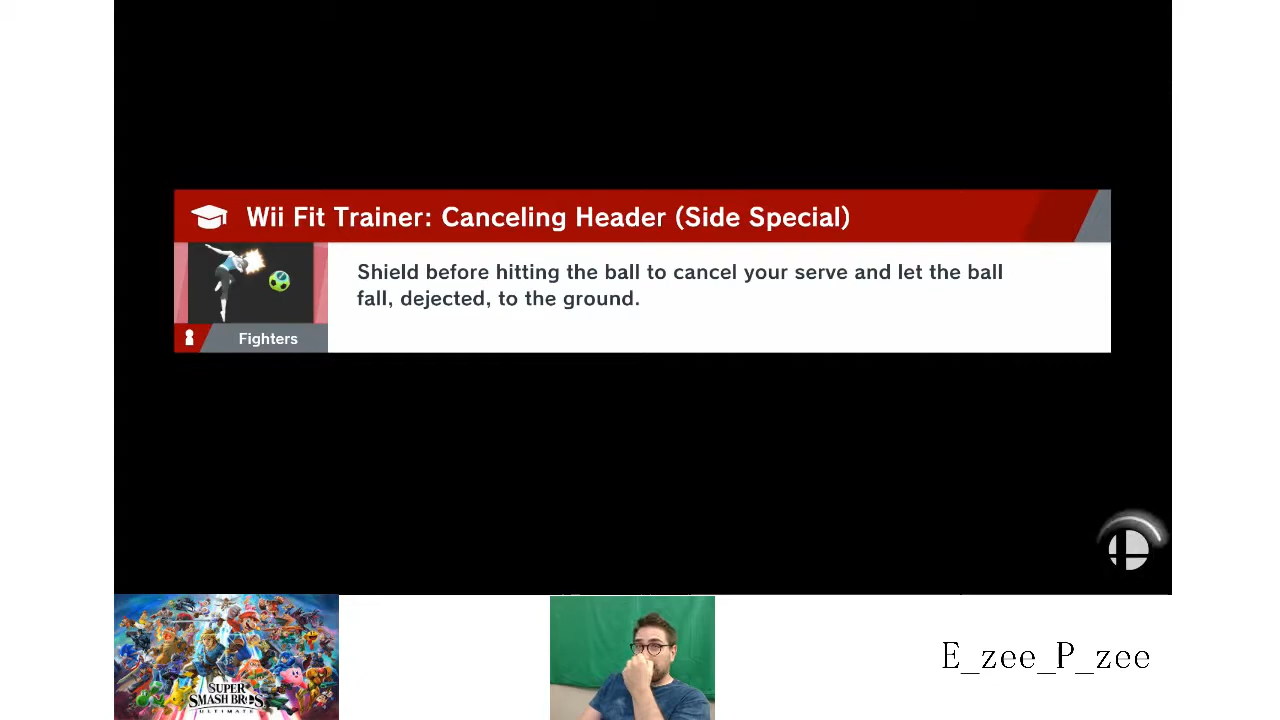 Wii Fit Trainer: Canceling Header (Side Special)
Shield before hitting the ball to cancel your serve and let the ball
fall, dejected, to the ground.
Fighters
SUPER
SMASH BROS.
ULTIMATE
E_zee_P_zee